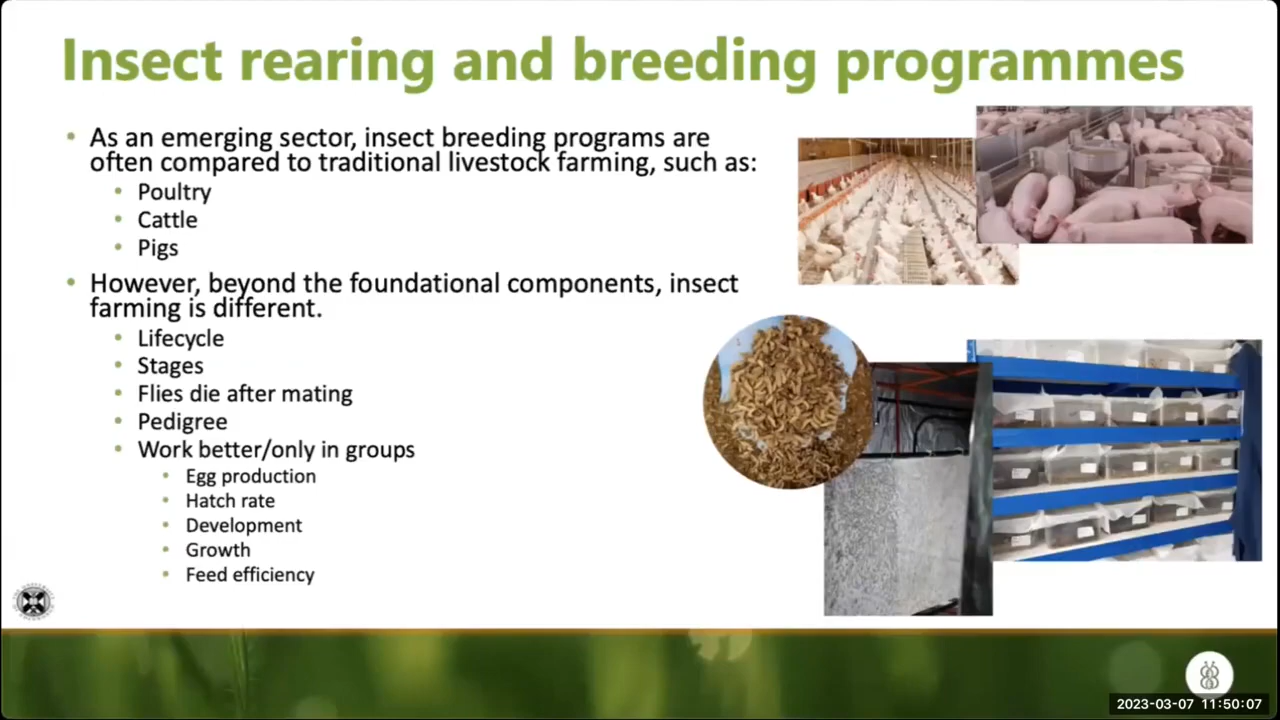 Insect rearing and breeding programmes
• As an emerging sector, insect breeding programs are
often compared to traditional livestock farming, such as:
• Poultry
• Cattle
• Pigs
• However, beyond the foundational components, insect
farming is different.
• Lifecycle
• Stages
• Flies die after mating
• Pedigree
• Work better/only in groups
• Egg production
• Hatch rate
• Development
• Growth
• Feed efficiency
2023-03-07 11:50:07